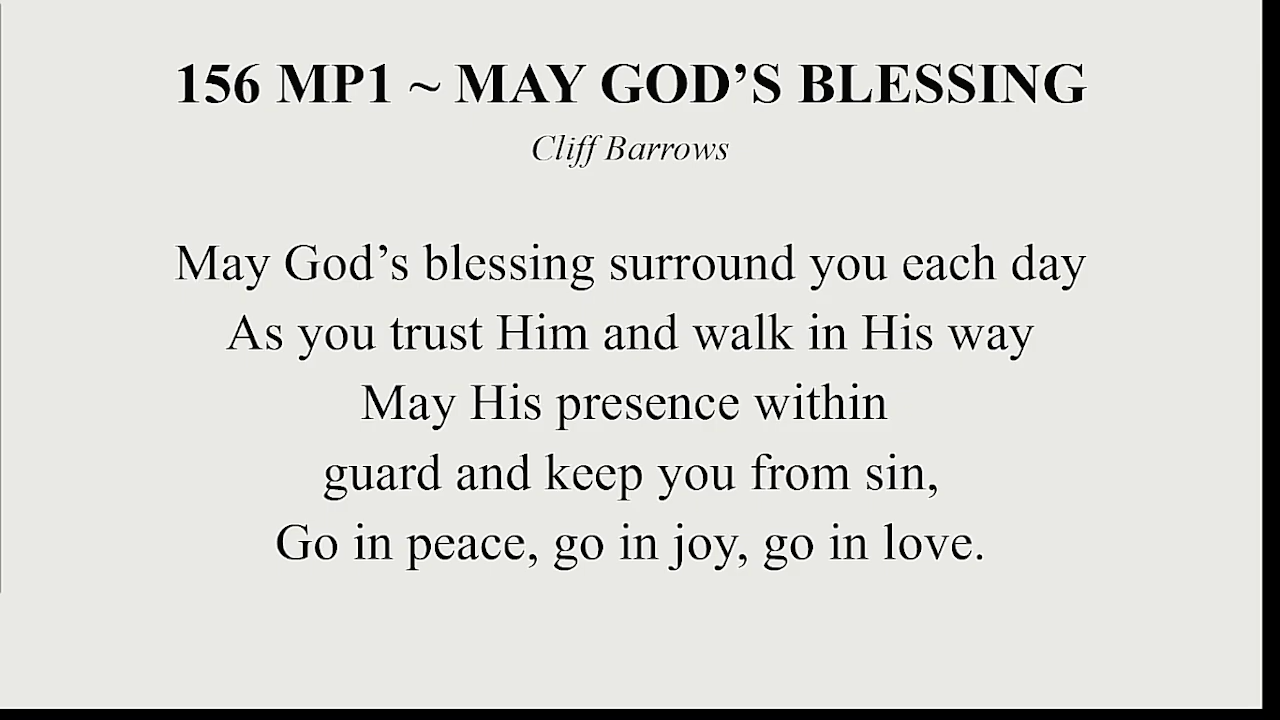 156 MP1 ~ MAY GOD’S BLESSING
Cliff Barrows
May God’s blessing surround you each day
As you trust Him and walk in His way
May His presence within
guard and keep you from sin,
Go in peace, go in joy, go in love.